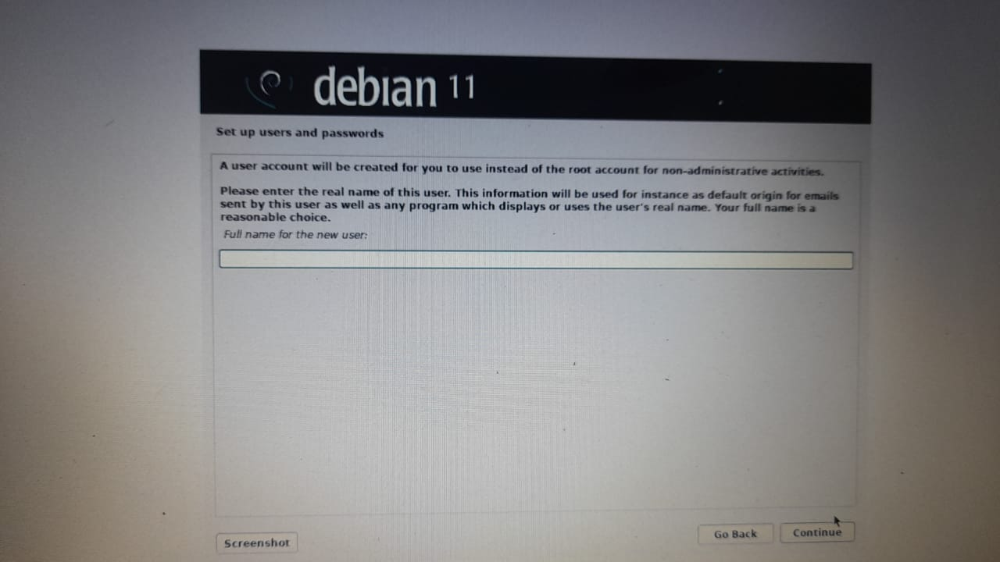 debian 11
Set up users and passwords
A user account will be created for you to use instead of the root account for non-administrative activities.
Please enter the real name of this user. This information will be used for instance as default origin for emails
sent by this user as well as any program which displays or uses the user's real name. Your full name is a
reasonable choice.
Full name for the new user:
Screenshot
Go Back
Continue